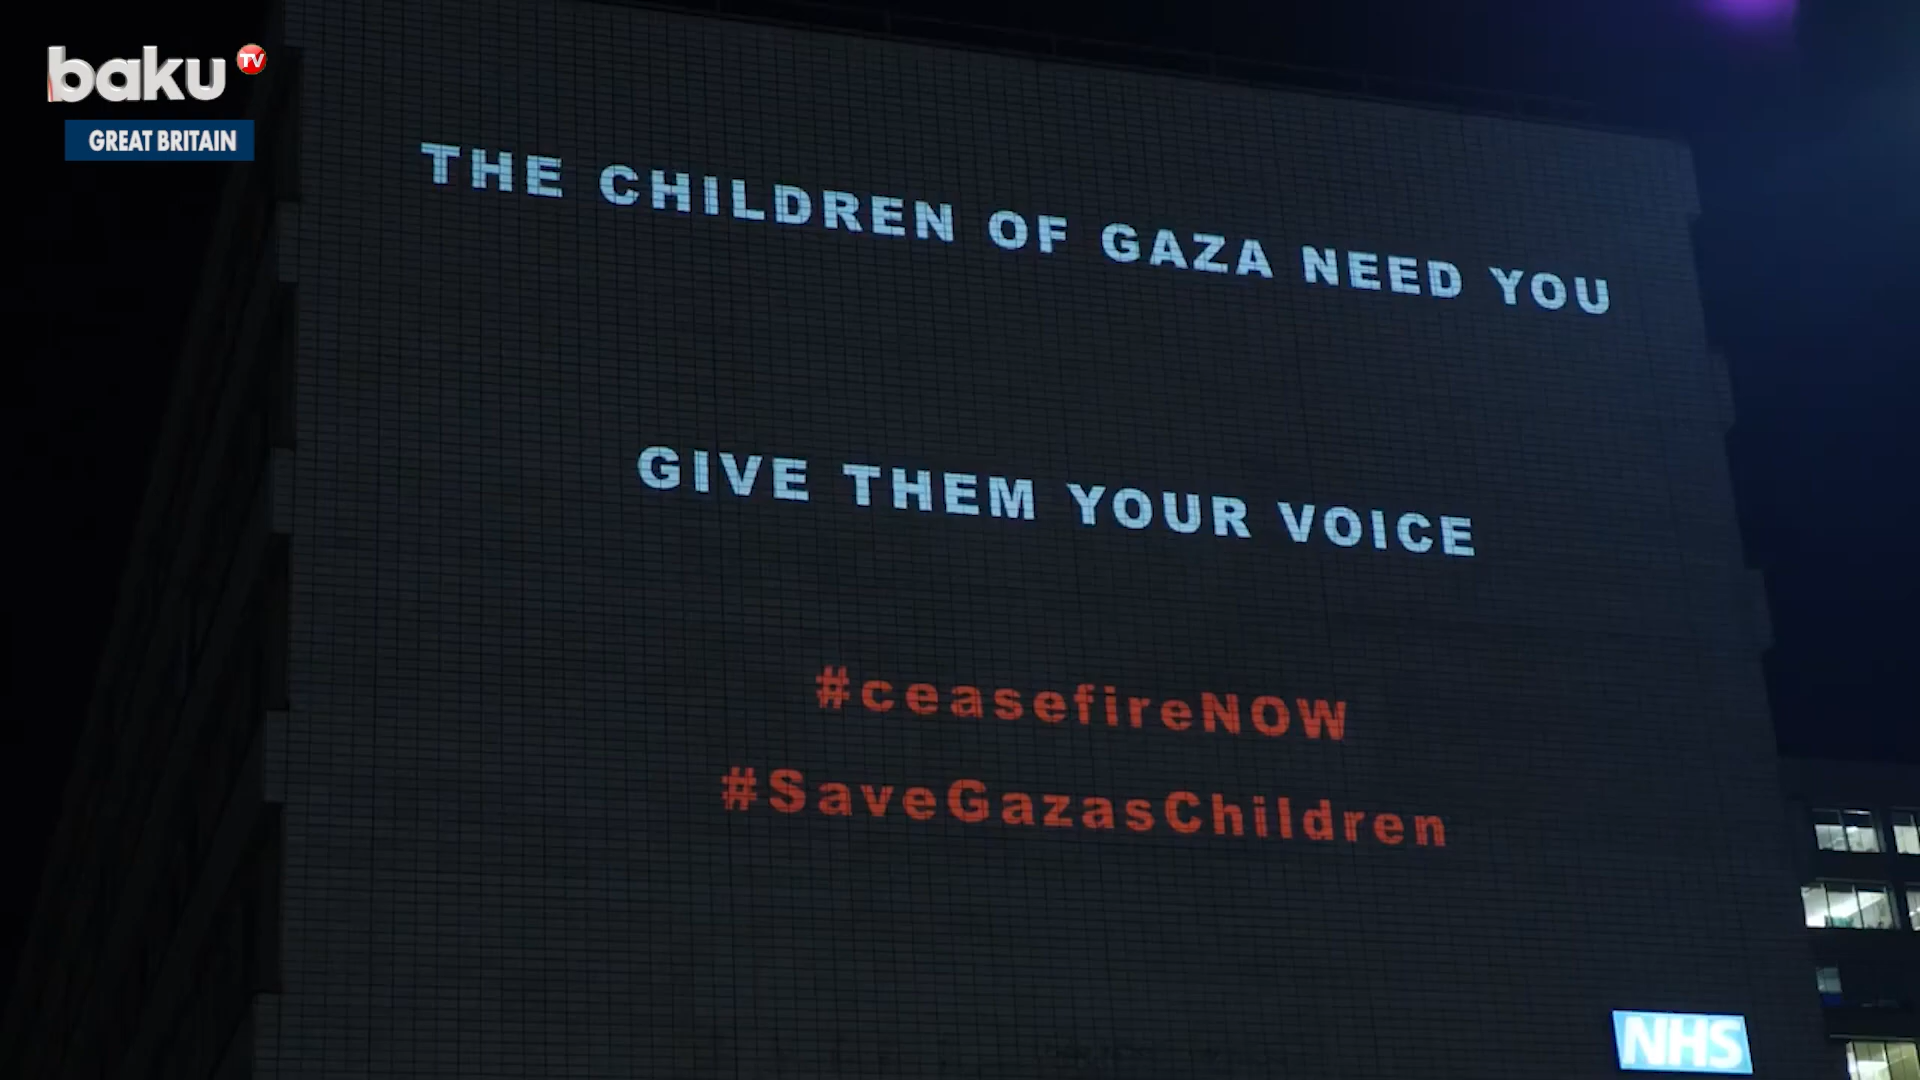 baku TV
GREAT BRITAIN
THE CHILDREN OF GAZA NEED YOU
GIVE THEM YOUR VOICE
#ceasefireNOW
#SaveGazasChildren
NHS